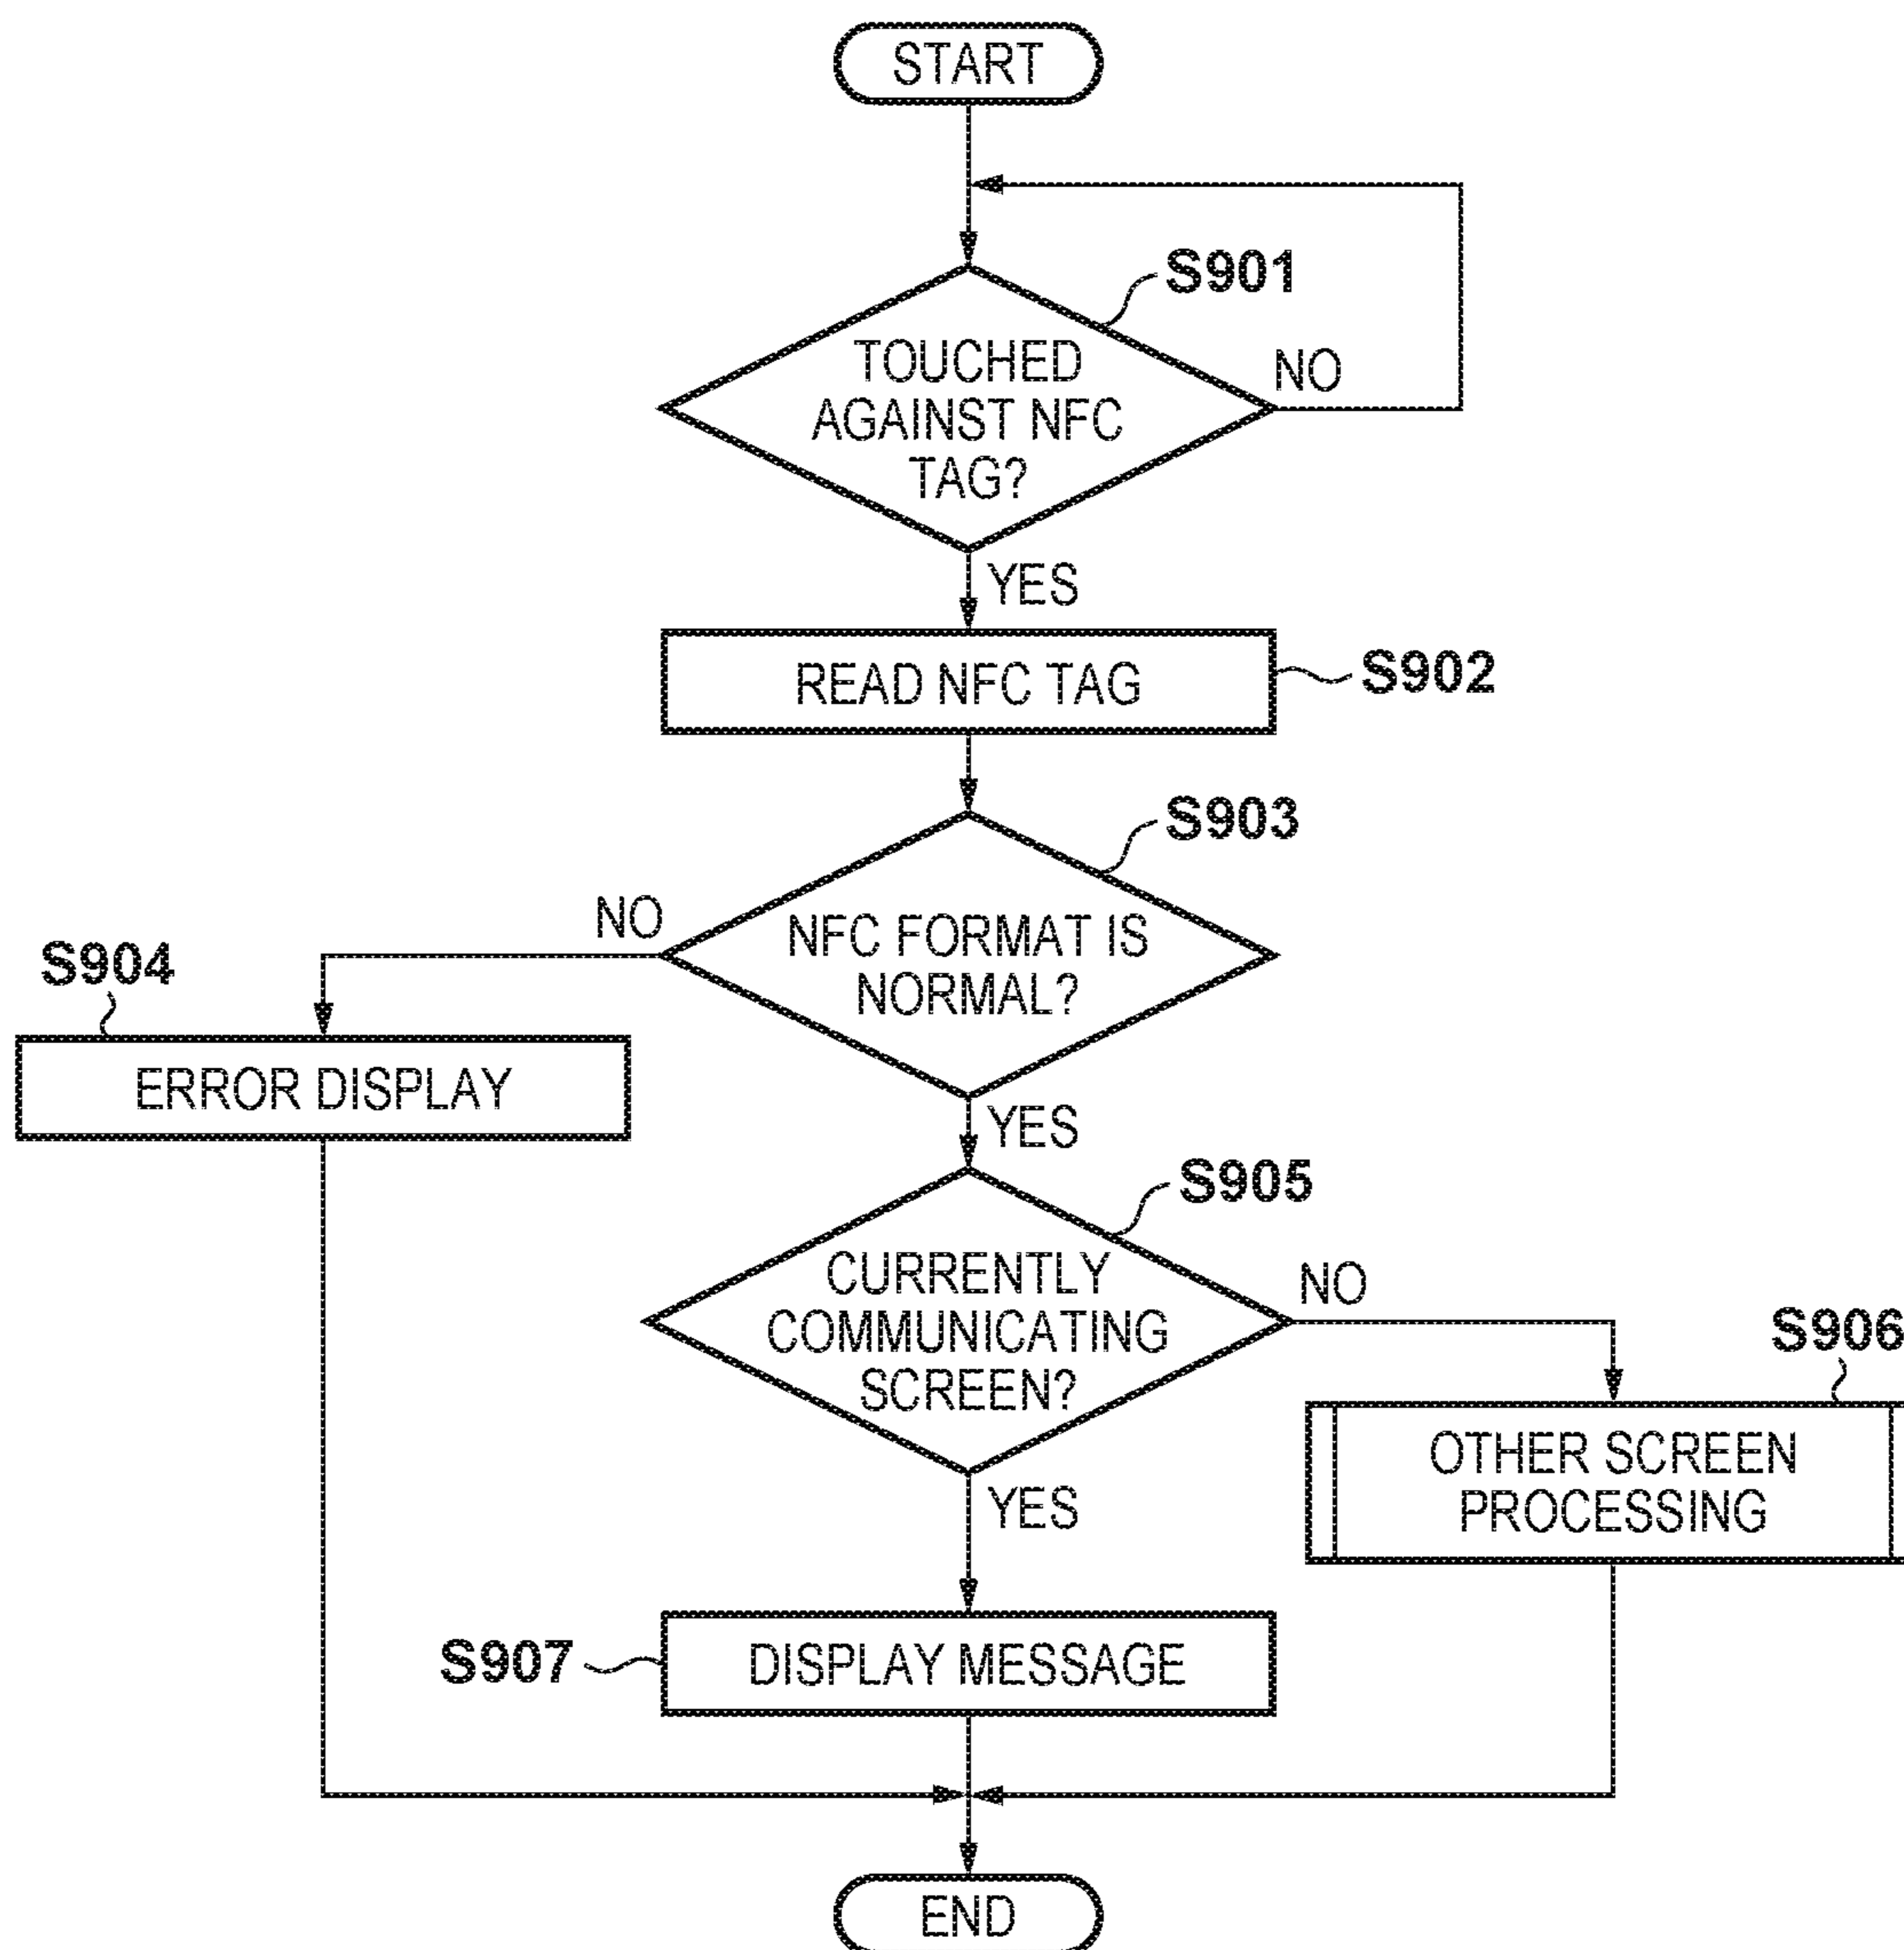 START
S901
TOUCHED
AGAINST NFC
TAG?
NO
YES
READ NFC TAG
S902
S903
NFC FORMAT IS
NORMAL?
NO
S904
ERROR DISPLAY
YES
S905
CURRENTLY
COMMUNICATING
SCREEN?
NO
S906
OTHER SCREEN
PROCESSING
YES
S907
DISPLAY MESSAGE
END